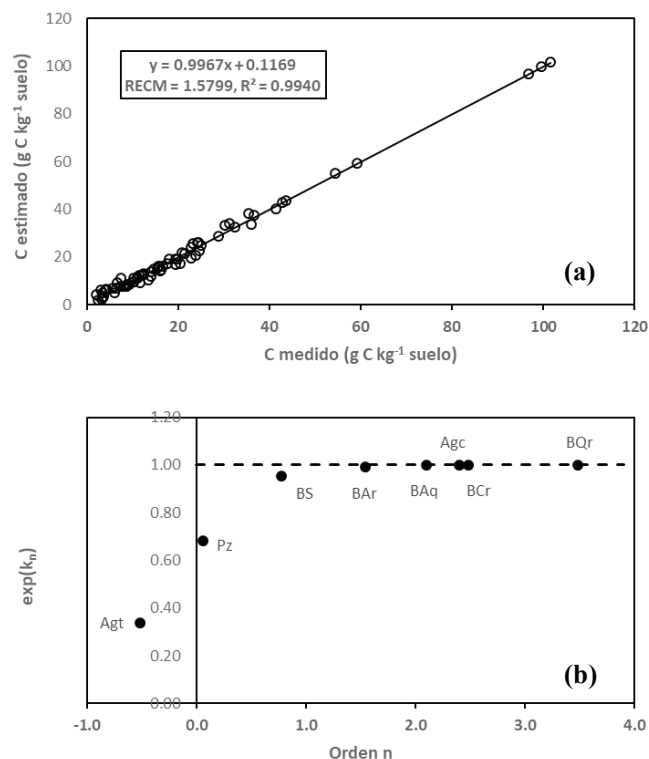 120
100
80
60
40
20
0
C estimado (g C kg⁻¹ suelo)
y = 0.9967x + 0.1169
RECM = 1.5799, R² = 0.9940
(a)
0 20 40 60 80 100 120
C medido (g C kg⁻¹ suelo)
1.20
1.00
0.80
0.60
0.40
0.20
0.00
exp(kₙ)
Agc BQr
BS BAr BAq BCr
Pz
Agt
(b)
-1.0 0.0 1.0 2.0 3.0 4.0
Orden n